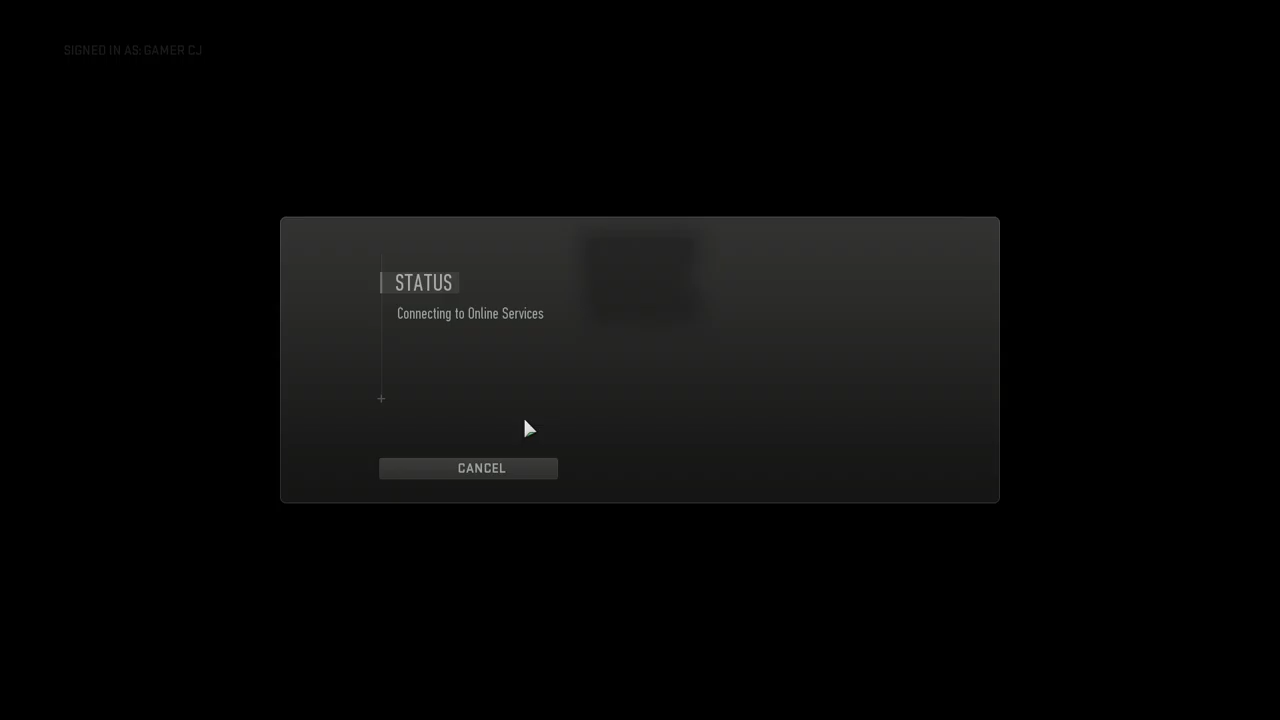 SIGNED IN AS: GAMER CJ
STATUS
Connecting to Online Services
CANCEL